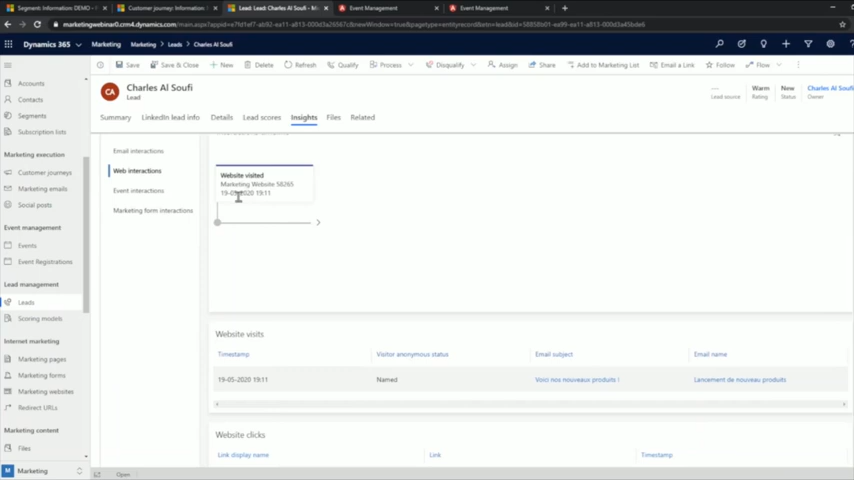 Segment: Information: DEMO - M
Customer journey: Information:
Lead: Lead: Charles Al Soufi - M
Event Management
Event Management
marketingwebinar0.crm4.dynamics.com/main.aspx?
Dynamics 365
Marketing
Marketing > Leads > Charles Al Soufi
Save
Save & Close
New
Delete
Refresh
Qualify
Process
Disqualify
Assign
Share
Add to Marketing List
Email a Link
Follow
Flow
CA
Charles Al Soufi
Lead
Lead source
Warm
Rating
New
Status
Charles Al Soufi
Owner
Summary
LinkedIn lead info
Details
Lead scores
Insights
Files
Related
Accounts
Contacts
Segments
Subscription lists
Marketing execution
Customer journeys
Marketing emails
Social posts
Event management
Events
Event Registrations
Lead management
Leads
Scoring models
Internet marketing
Marketing pages
Marketing forms
Marketing websites
Redirect URLs
Marketing content
Files
M
Marketing
Email interactions
Web interactions
Event interactions
Marketing form interactions
Website visited
Marketing Website 58265
19-05-2020 19:11
Website visits
Timestamp
Visitor anonymous status
Email subject
Email name
19-05-2020 19:11
Named
Voici nos nouveaux produits !
Lancement de nouveau produits
Website clicks
Link display name
Link
Timestamp
Open